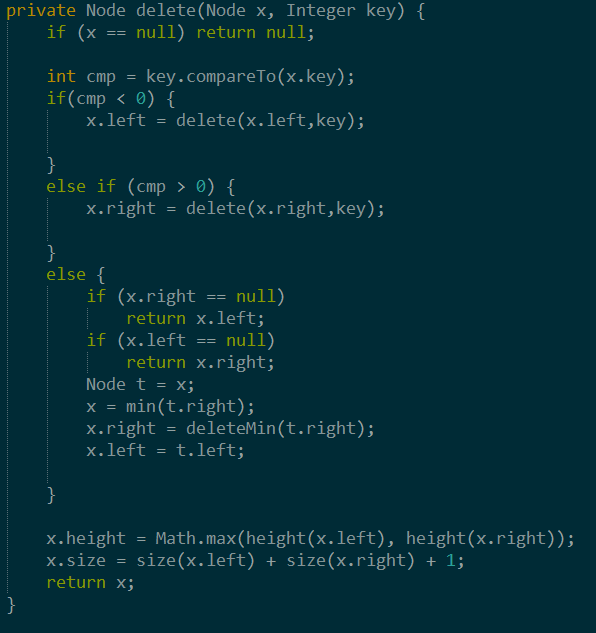 private Node delete(Node x, Integer key) {
    if (x == null) return null;

    int cmp = key.compareTo(x.key);
    if(cmp < 0) {
        x.left = delete(x.left,key);

    }
    else if (cmp > 0) {
        x.right = delete(x.right,key);

    }
    else {
        if (x.right == null)
            return x.left;
        if (x.left == null)
            return x.right;
        Node t = x;
        x = min(t.right);
        x.right = deleteMin(t.right);
        x.left = t.left;

    }

    x.height = Math.max(height(x.left), height(x.right));
    x.size = size(x.left) + size(x.right) + 1;
    return x;
}